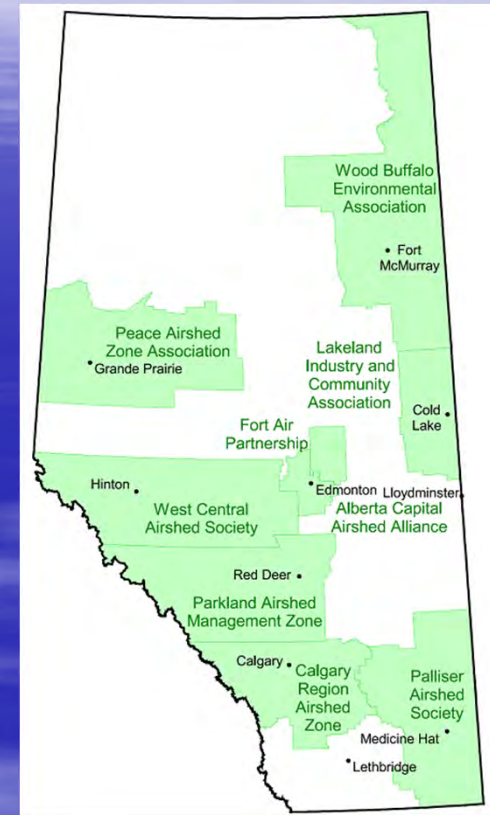 Wood Buffalo
Environmental
Association
Fort
McMurray
Peace Airshed
Zone Association
Grande Prairie
Lakeland
Industry and
Community
Association
Cold
Lake
Fort Air
Partnership
Hinton
Edmonton
Lloydminster
West Central
Airshed Society
Alberta Capital
Airshed Alliance
Red Deer
Parkland Airshed
Management Zone
Calgary
Calgary
Region
Airshed
Zone
Palliser
Airshed
Society
Medicine Hat
Lethbridge